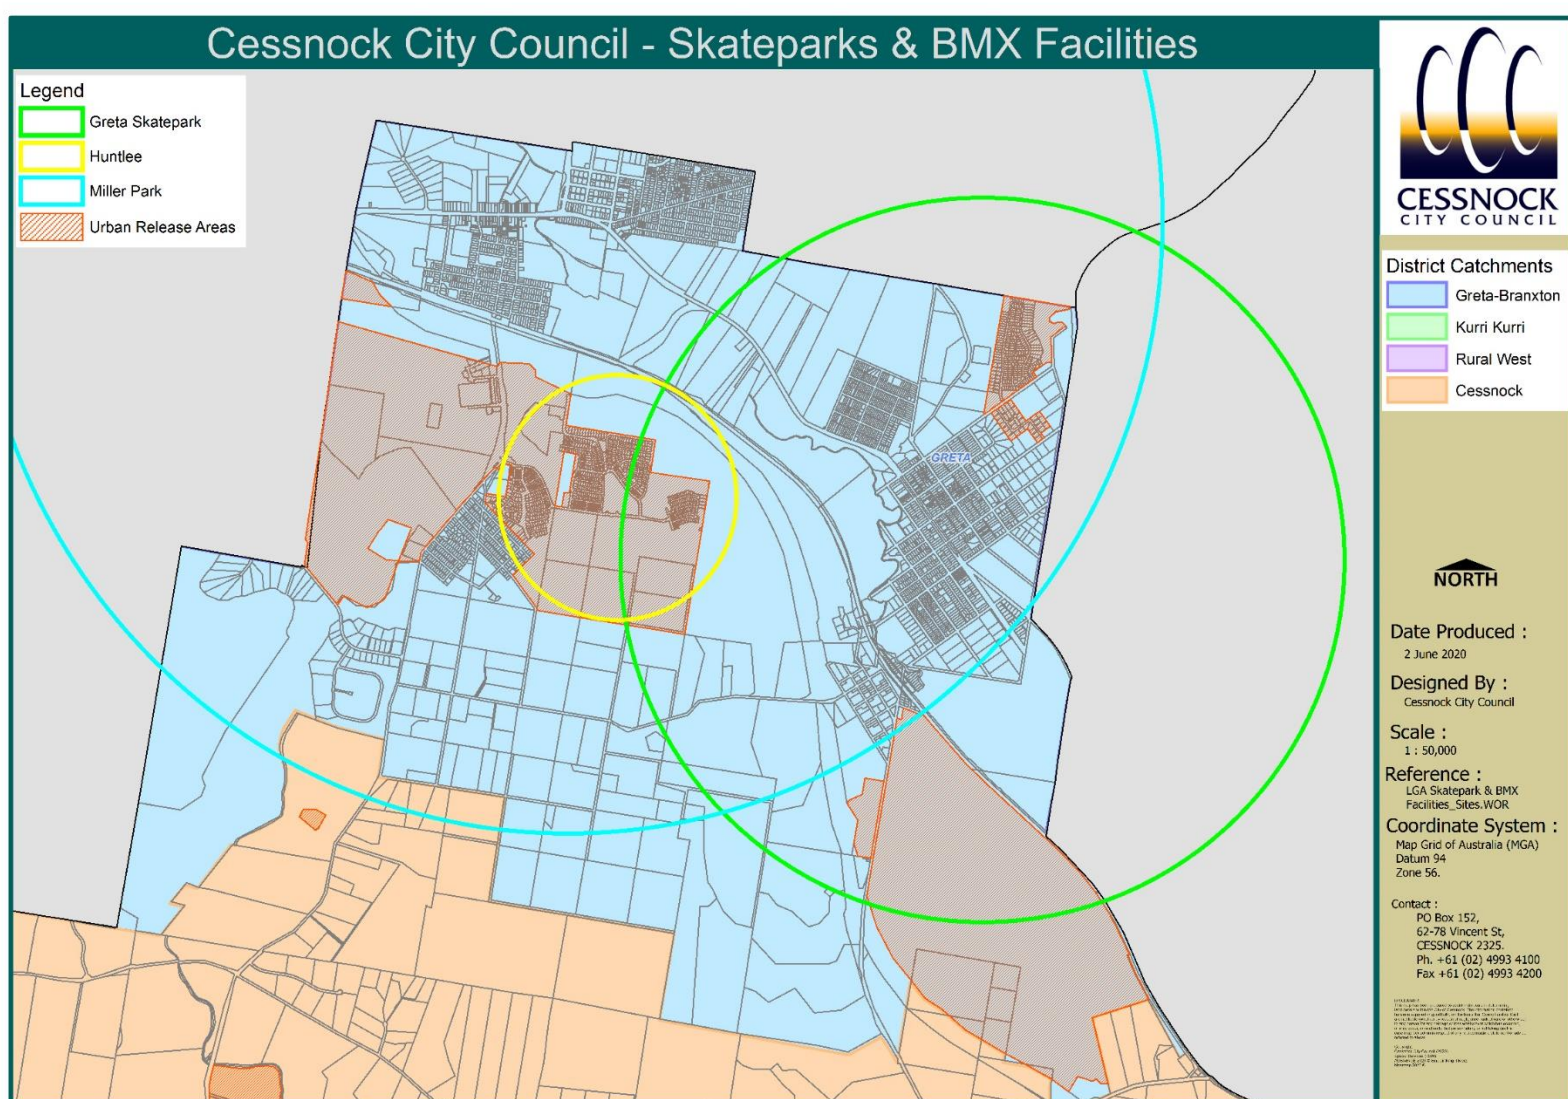 Cessnock City Council - Skateparks & BMX Facilities
Legend
Greta Skatepark
Huntlee
Miller Park
Urban Release Areas
GRETA
CESSNOCK
CITY COUNCIL
District Catchments
Greta-Branxton
Kurri Kurri
Rural West
Cessnock
NORTH
Date Produced :
2 June 2020
Designed By :
Cessnock City Council
Scale :
1 : 50,000
Reference :
LGA Skatepark & BMX
Facilities_Sites.WOR
Coordinate System :
Map Grid of Australia (MGA)
Datum 94
Zone 56.
Contact :
PO Box 152,
62-78 Vincent St,
CESSNOCK 2325.
Ph. +61 (02) 4993 4100
Fax +61 (02) 4993 4200